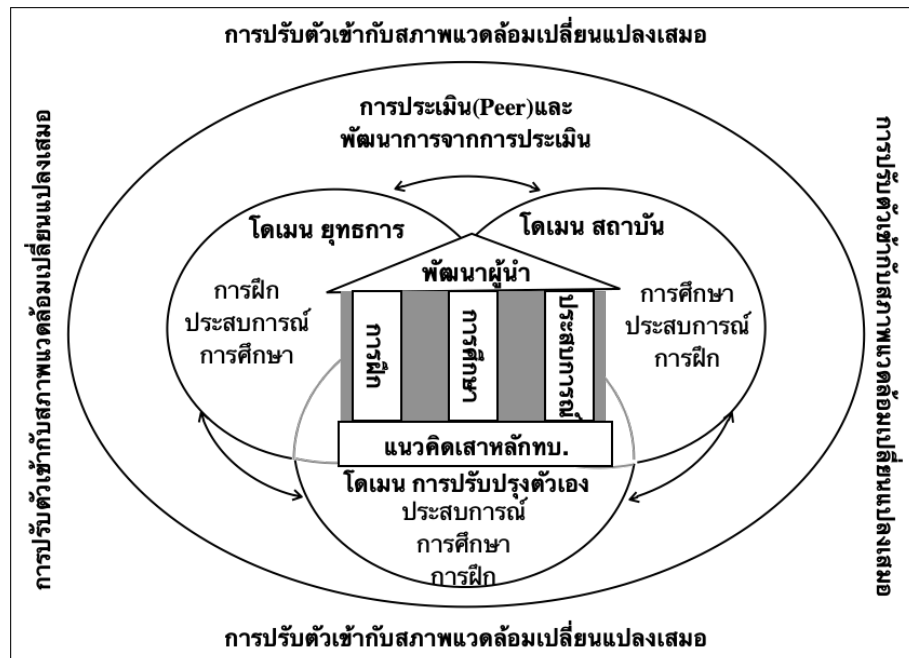 การปรับตัวเข้ากับสภาพแวดล้อมเปลี่ยนแปลงเสมอ
การประเมิน(Peer)และ
พัฒนาการจากการประเมิน
การปรับตัวเข้ากับสภาพแวดล้อมเปลี่ยนแปลงเสมอ
การปรับตัวเข้ากับสภาพแวดล้อมเปลี่ยนแปลงเสมอ
โดเมน ยุทธการ
การฝึก
ประสบการณ์
การศึกษา
โดเมน สถาบัน
การศึกษา
ประสบการณ์
การฝึก
พัฒนาผู้นำ
การฝึก
การศึกษา
ประสบการณ์
แนวคิดเสาหลักทบ.
โดเมน การปรับปรุงตัวเอง
ประสบการณ์
การศึกษา
การฝึก
การปรับตัวเข้ากับสภาพแวดล้อมเปลี่ยนแปลงเสมอ